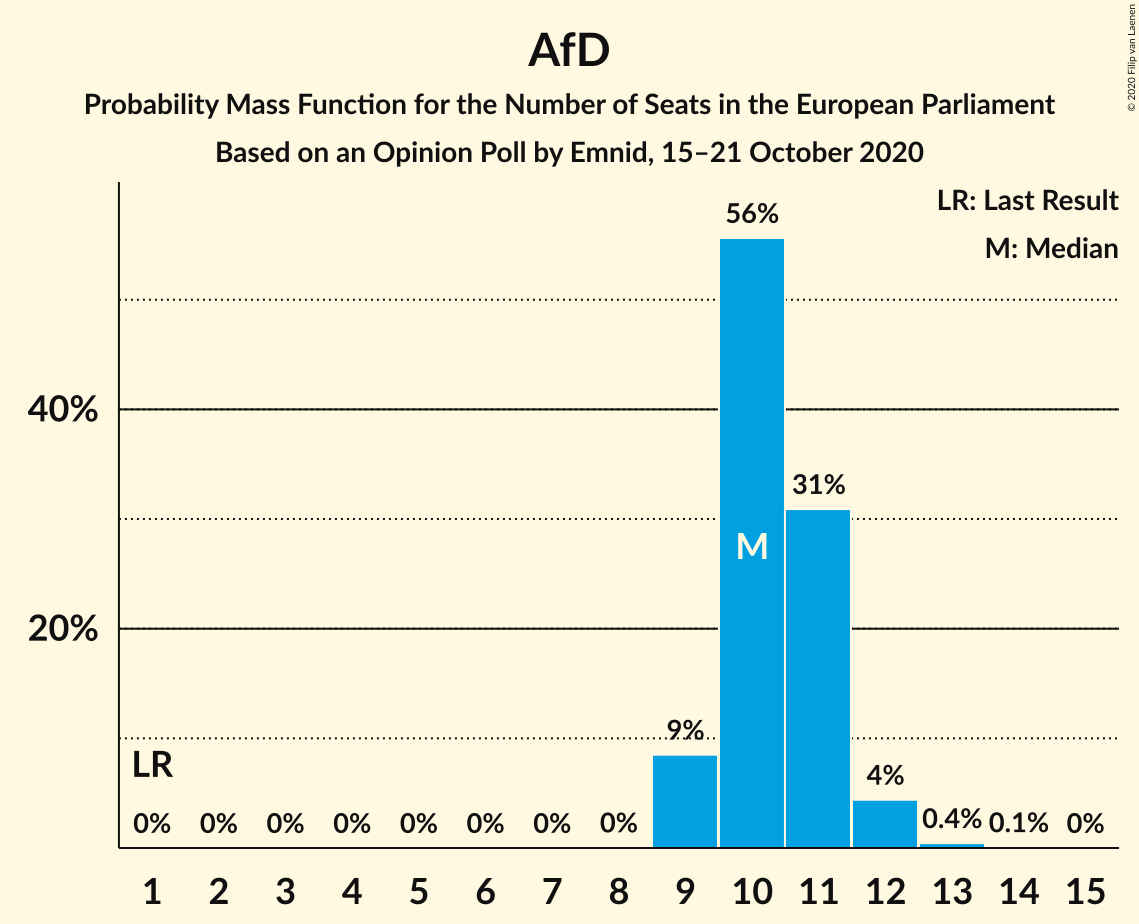 AfD
Probability Mass Function for the Number of Seats in the European Parliament
Based on an Opinion Poll by Emnid, 15–21 October 2020
© 2020 Filip van Laenen
LR: Last Result
M: Median
56%
40%
31%
M
20%
9%
LR
4%
0% 0% 0% 0% 0% 0% 0% 0% 0.4% 0.1% 0%
1 2 3 4 5 6 7 8 9 10 11 12 13 14 15